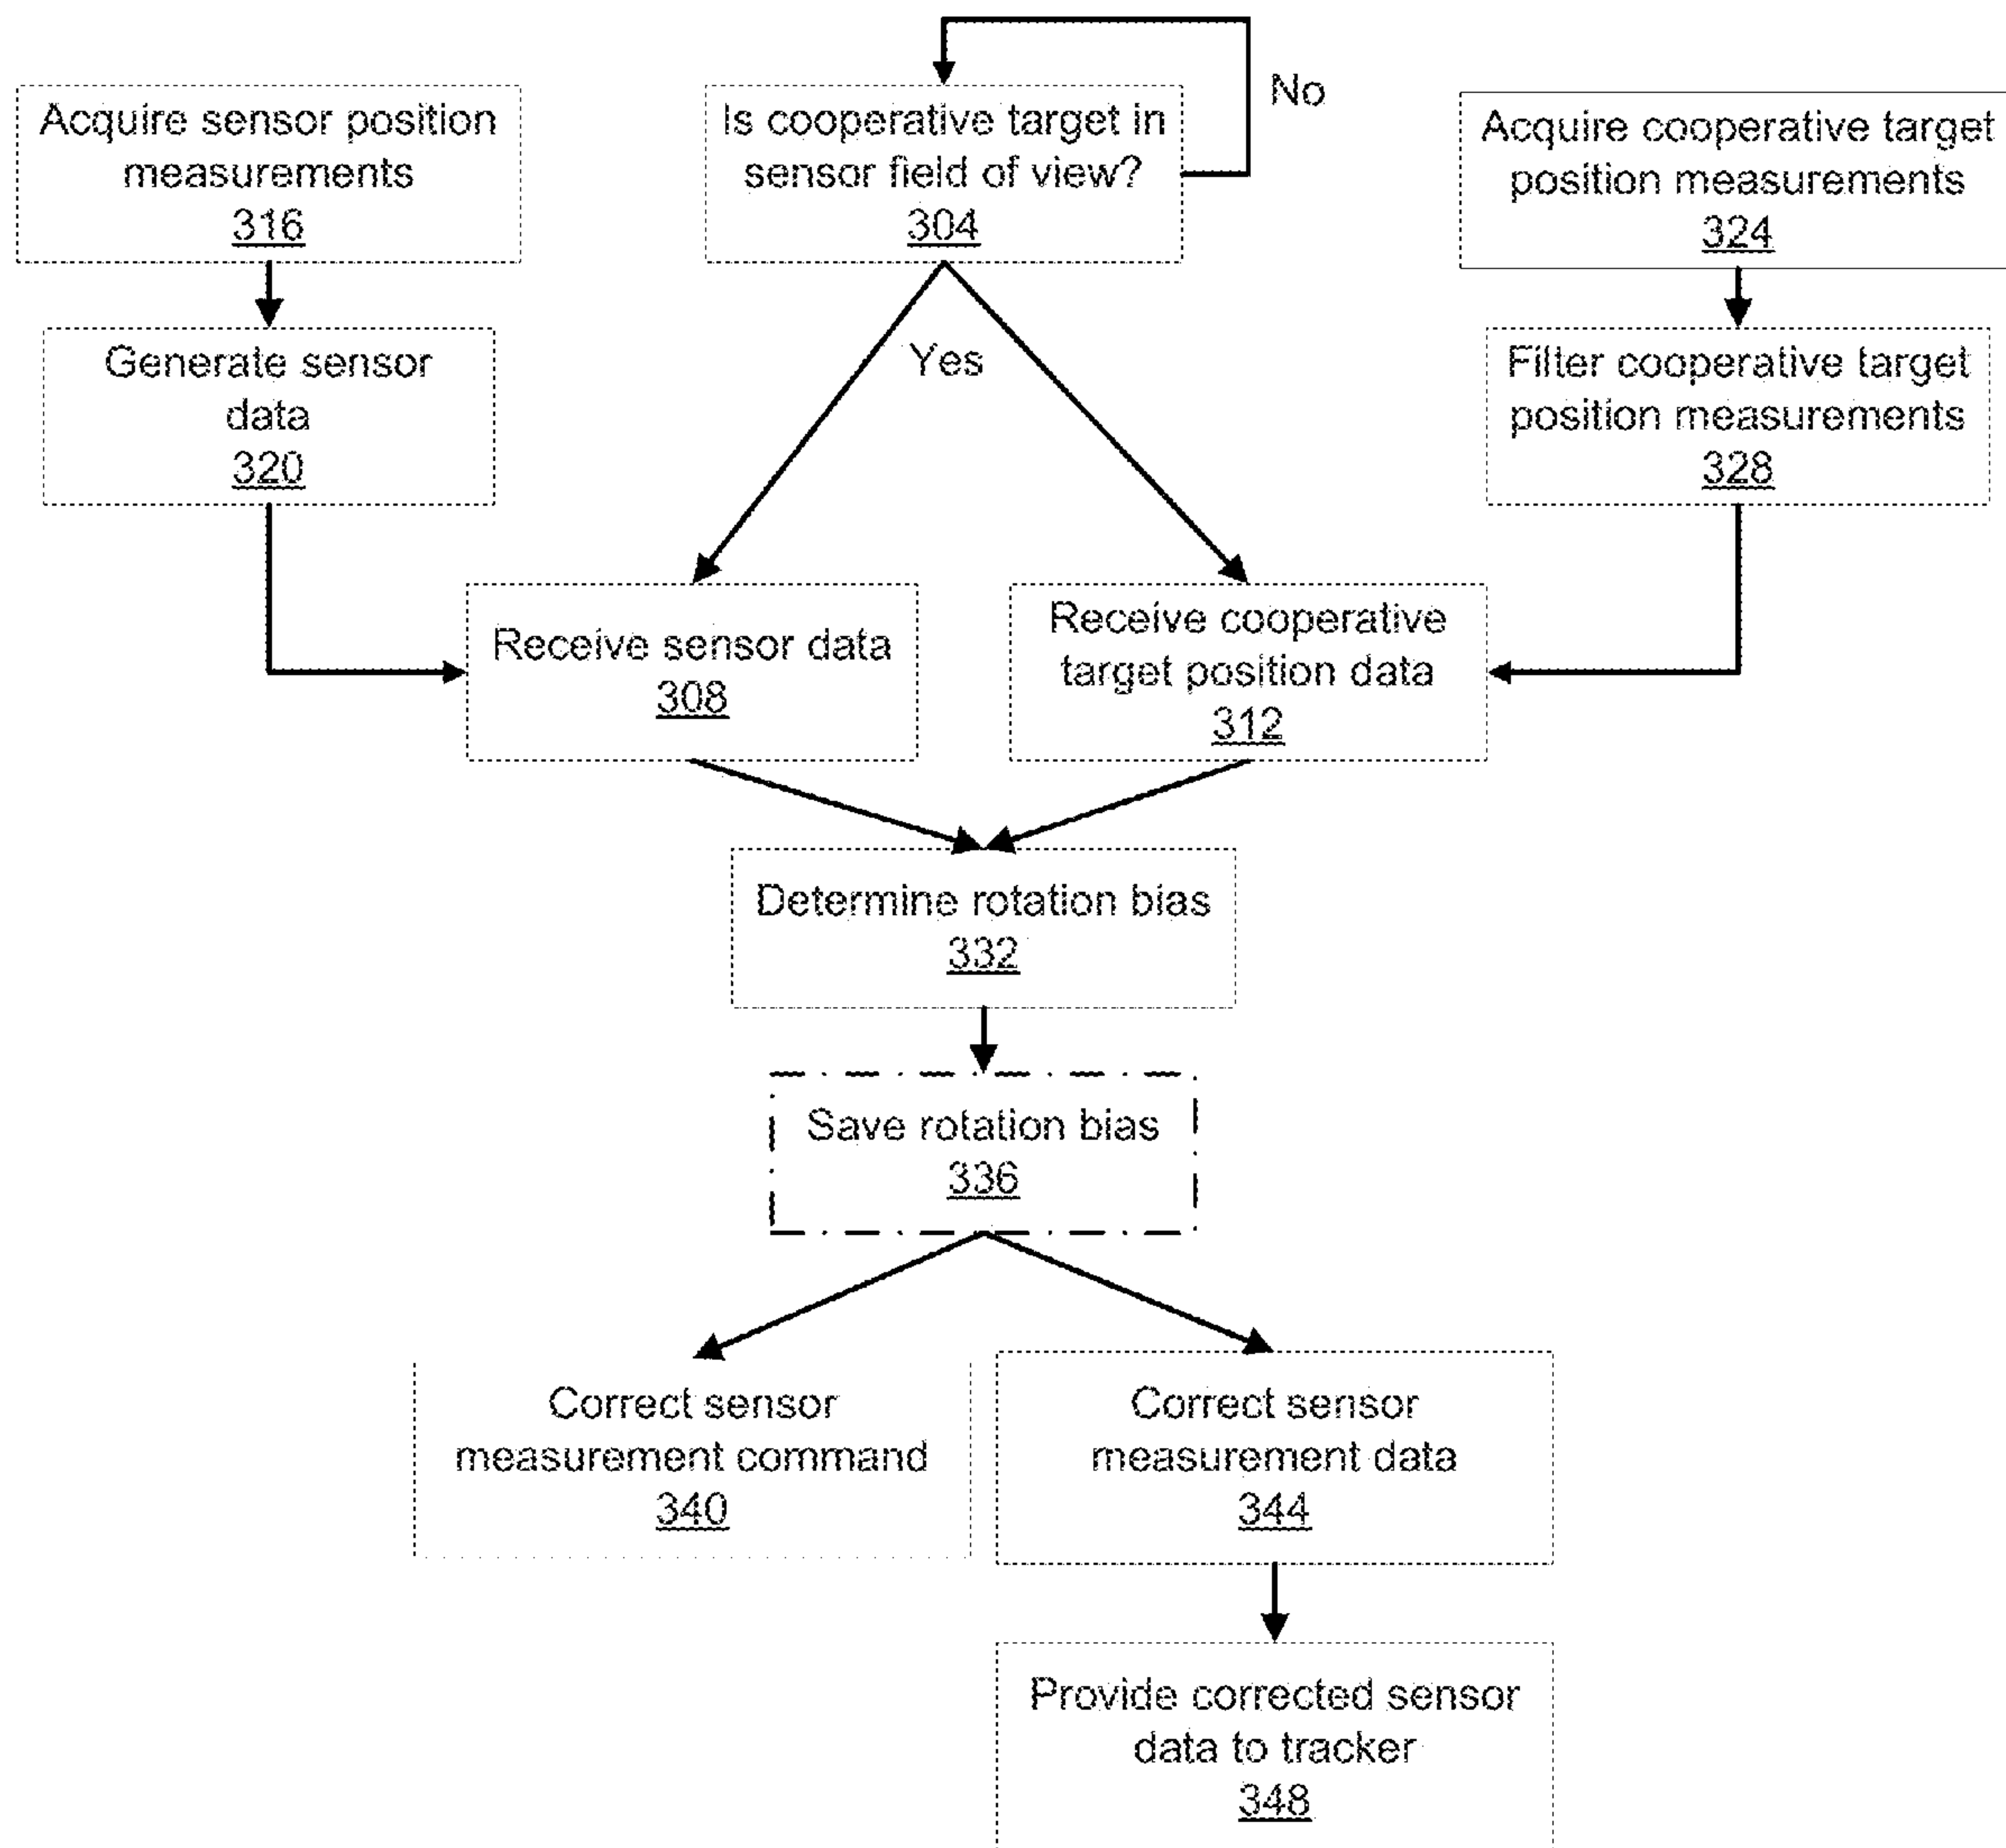 Acquire sensor position
measurements
316
Is cooperative target in
sensor field of view?
304
No
Acquire cooperative target
position measurements
324
Generate sensor
data
320
Yes
Filter cooperative target
position measurements
328
Receive sensor data
308
Receive cooperative
target position data
312
Determine rotation bias
332
Save rotation bias
336
Correct sensor
measurement command
340
Correct sensor
measurement data
344
Provide corrected sensor
data to tracker
348